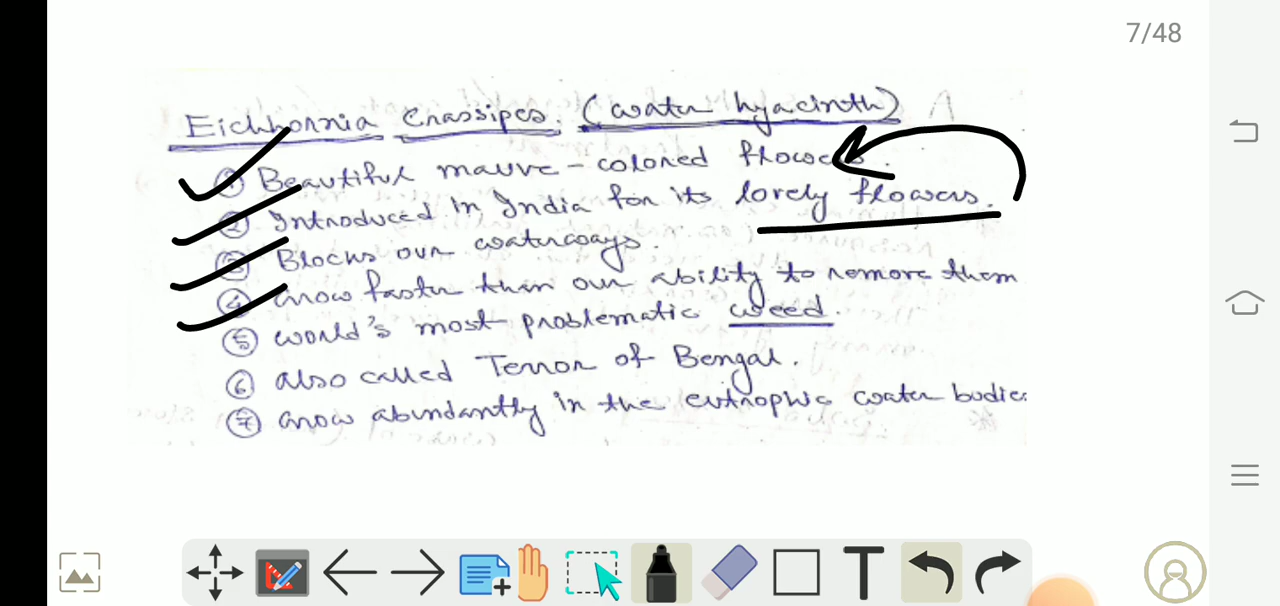 7/48
Eichhornia Crassipes. (water hyacinth)
① Beautiful mauve-colored flowers.
② Introduced in India for its lovely flowers.
③ Blocks our waterways.
④ Grow faster than our ability to remove them
⑤ World's most problematic weed.
⑥ also called Terror of Bengal.
⑦ Grow abundantly in the eutrophic water bodies
T